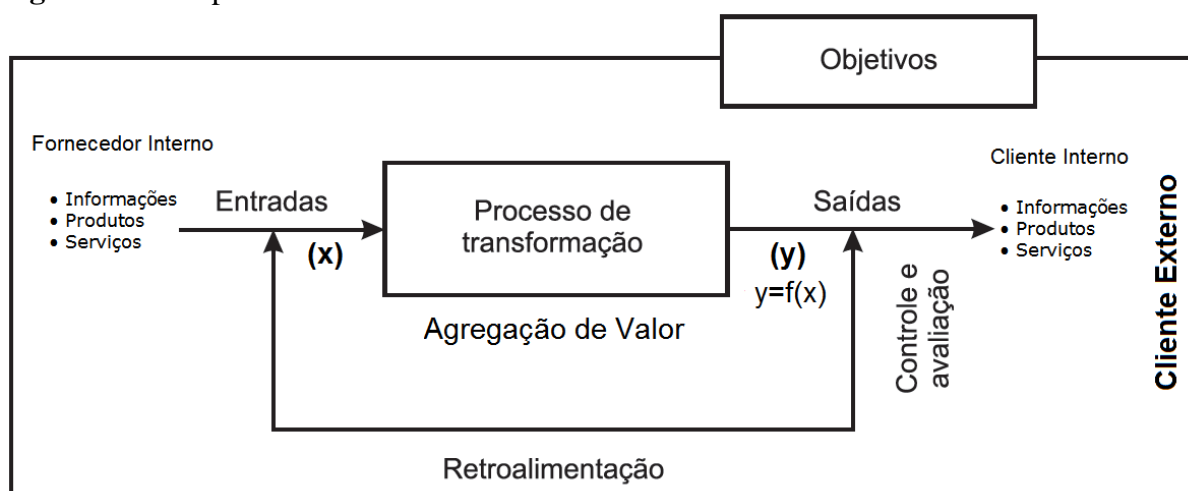 Objetivos
Fornecedor Interno
• Informações
• Produtos
• Serviços
Entradas
(x)
Processo de
transformação
Agregação de Valor
Saídas
(y)
y=f(x)
Controle e
avaliação
Cliente Interno
• Informações
• Produtos
• Serviços
Cliente Externo
Retroalimentação